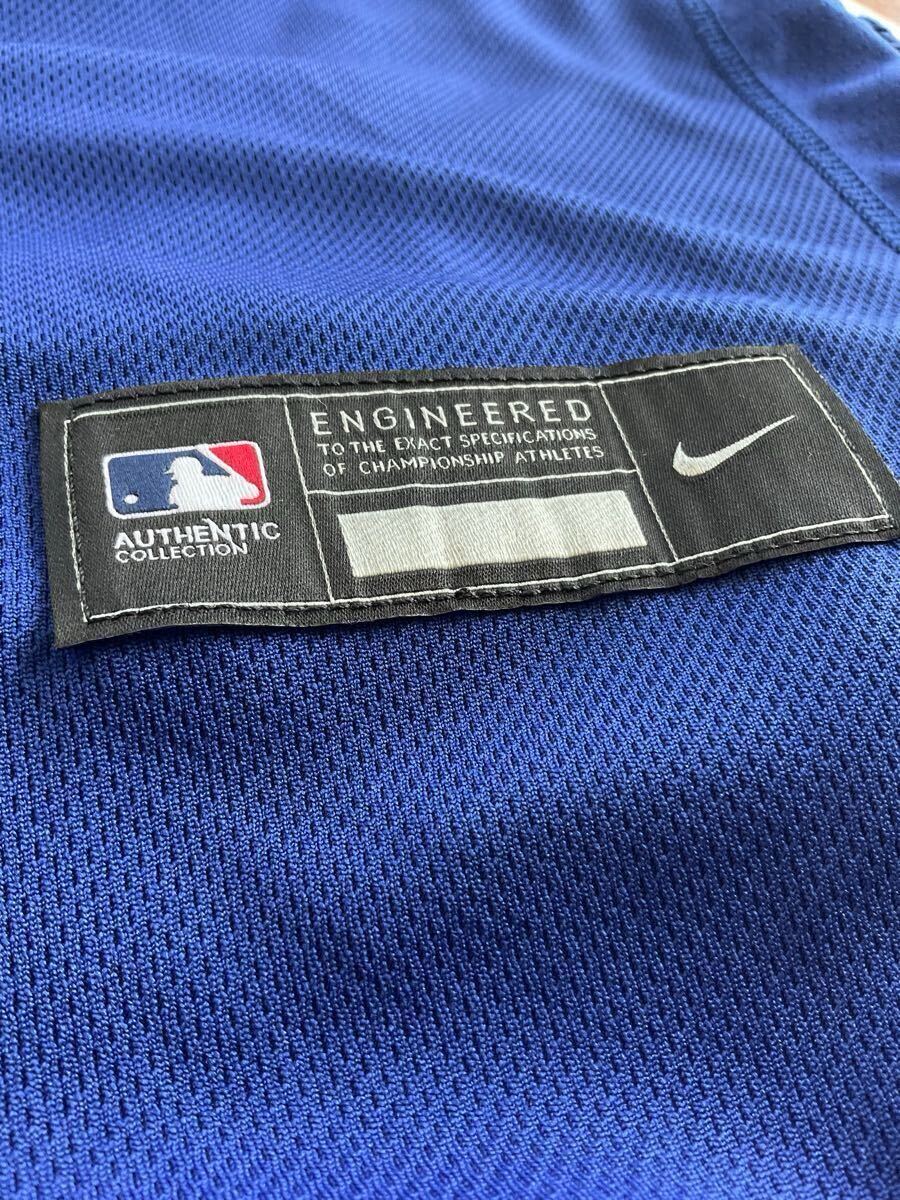 AUTHENTIC
COLLECTION
ENGINEERED
TO THE EXACT SPECIFICATIONS
OF CHAMPIONSHIP ATHLETES